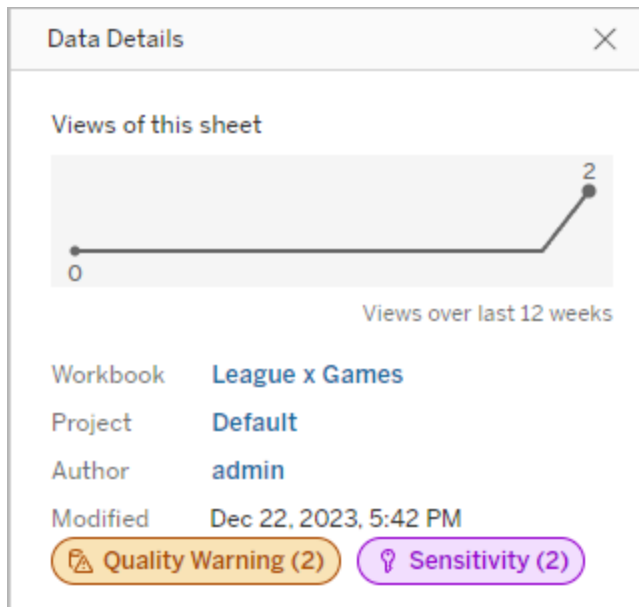 Data Details
Views of this sheet
2
0
Views over last 12 weeks
Workbook League x Games
Project Default
Author admin
Modified Dec 22, 2023, 5:42 PM
Quality Warning (2) Sensitivity (2)